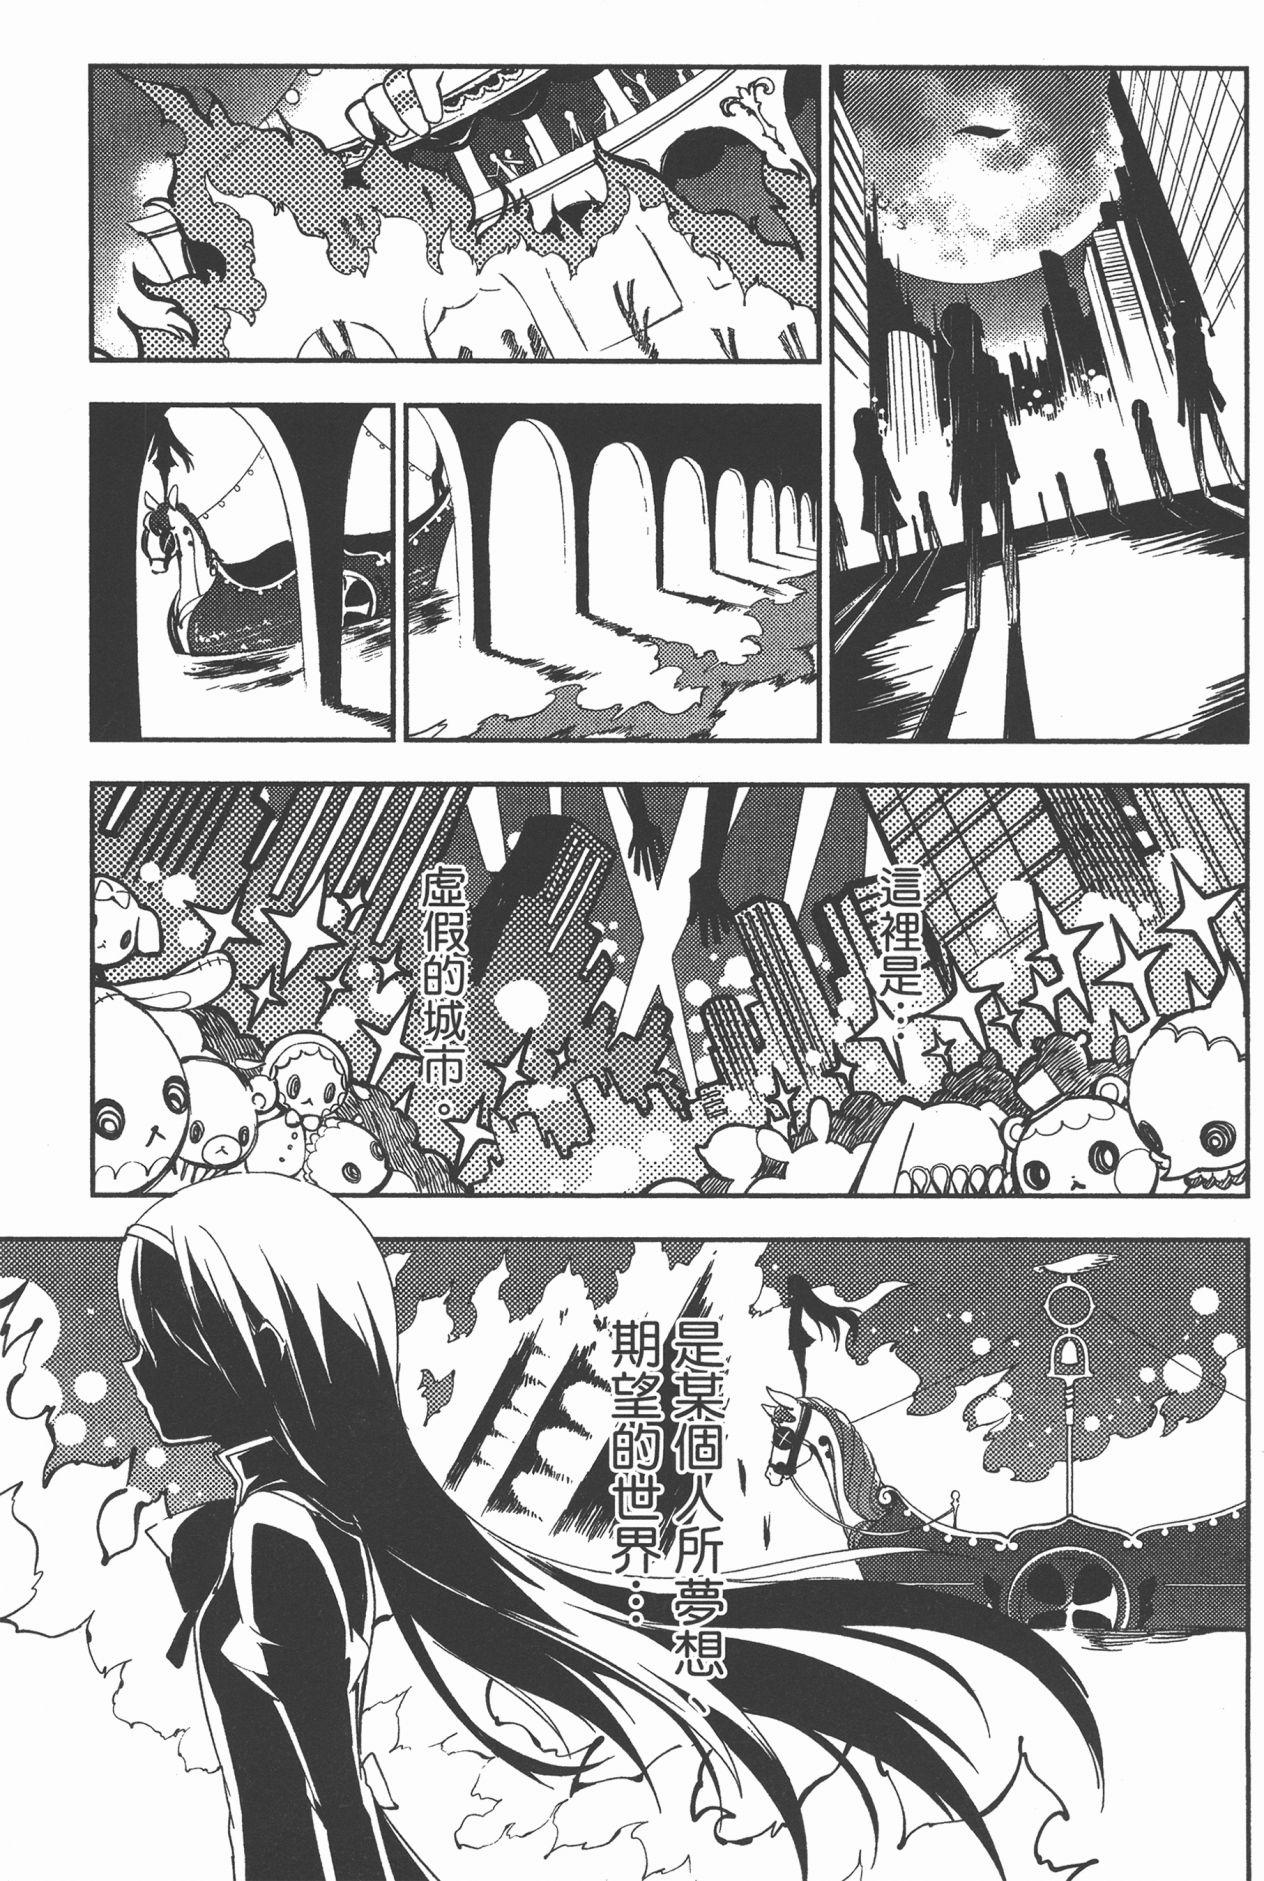 這裡是…
虛假的城市。
是某個人所夢想、
期望的世界…